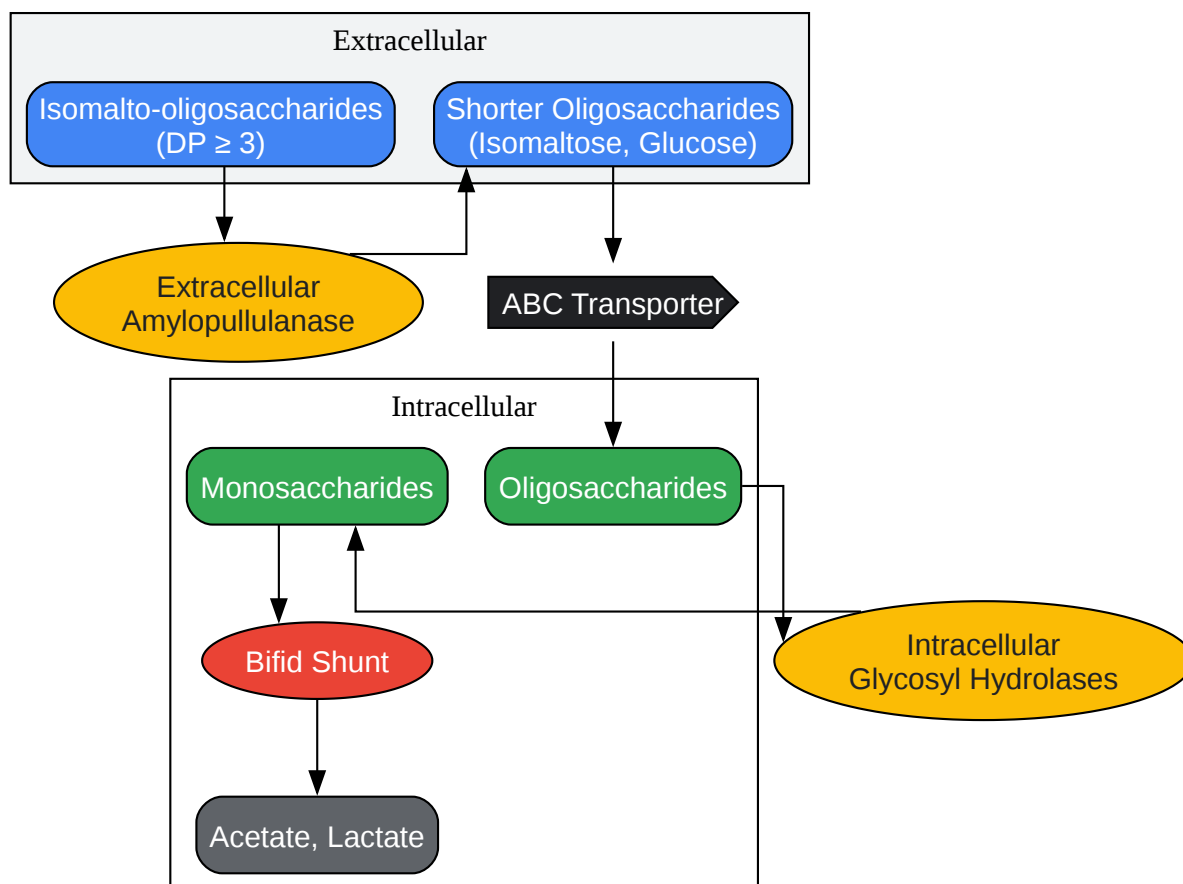 Extracellular
Isomalto-oligosaccharides
(DP ≥ 3)
Shorter Oligosaccharides
(Isomaltose, Glucose)
Extracellular
Amylopullulanase
ABC Transporter
Intracellular
Monosaccharides
Oligosaccharides
Bifid Shunt
Intracellular
Glycosyl Hydrolases
Acetate, Lactate